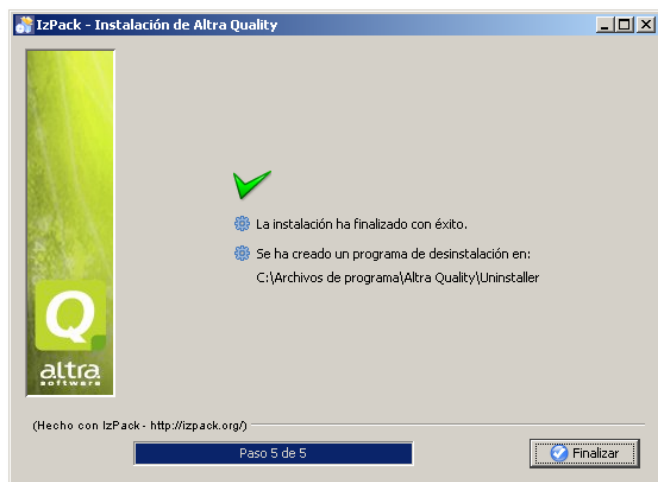 IzPack - Instalación de Altra Quality
La instalación ha finalizado con éxito.
Se ha creado un programa de desinstalación en:
C:\Archivos de programa\Altra Quality\Uninstaller
Q
altra
software
(Hecho con IzPack - http://izpack.org/)
Paso 5 de 5
Finalizar